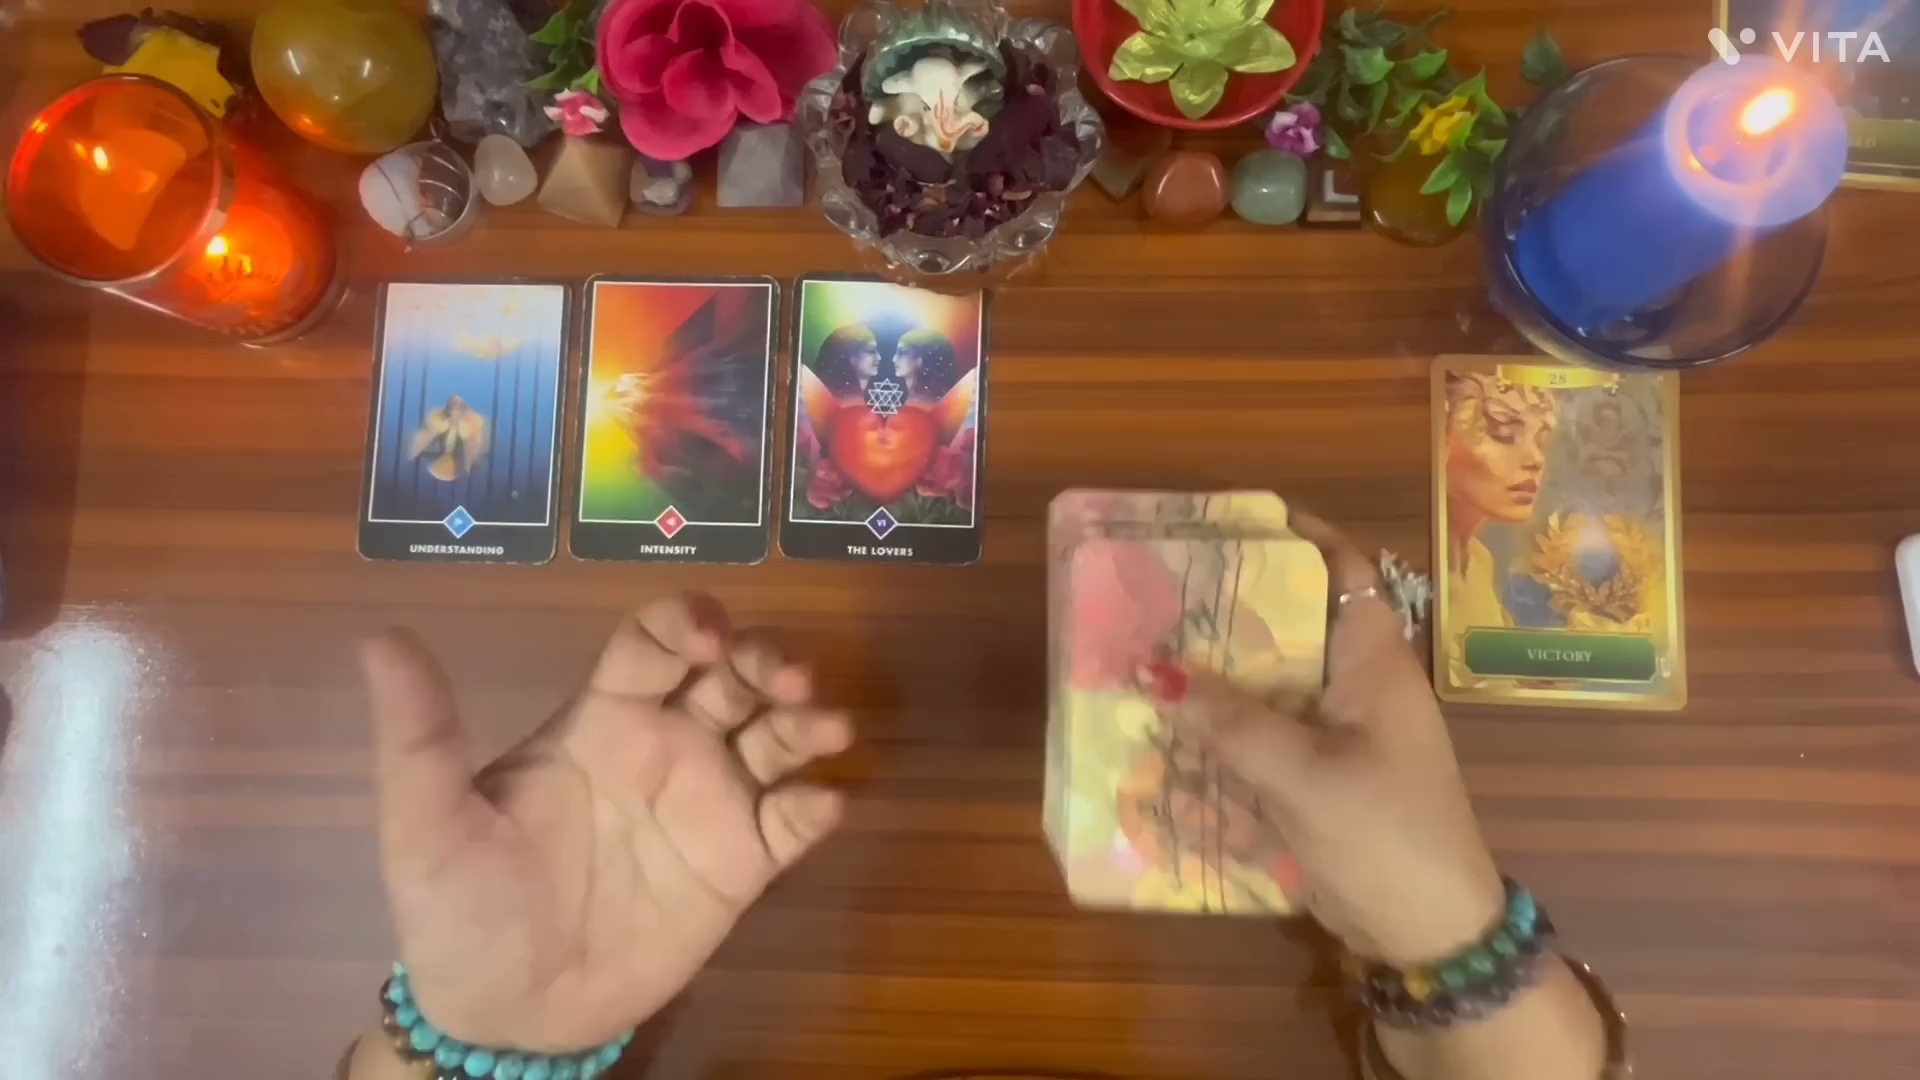 VITA
28
UNDERSTANDING
INTENSITY
VI
THE LOVERS
VICTORY